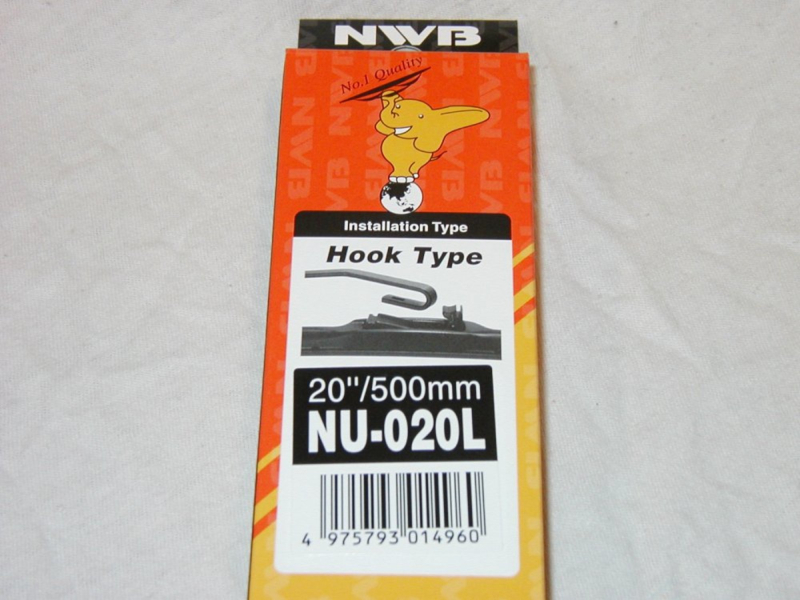 NWB
No.1 Quality
Installation Type
Hook Type
20"/500mm
NU-020L
4 975793 014960